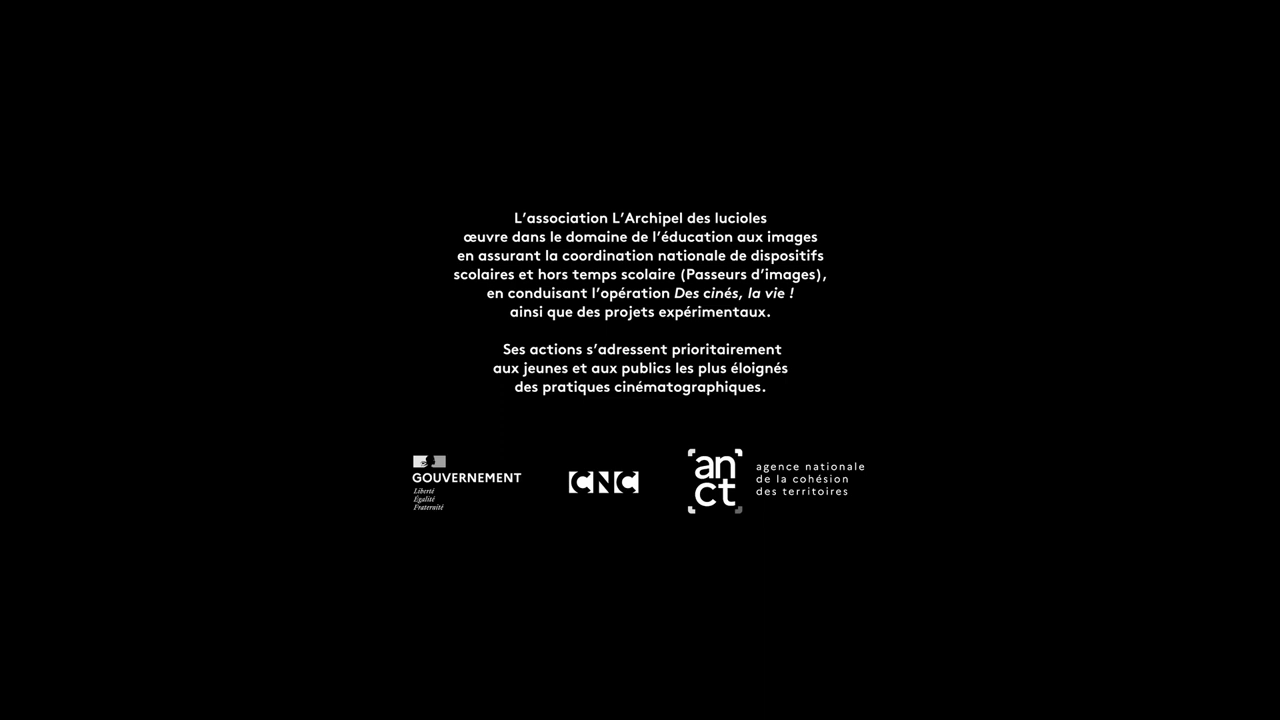 L’association L’Archipel des lucioles
œuvre dans le domaine de l’éducation aux images
en assurant la coordination nationale de dispositifs
scolaires et hors temps scolaire (Passeurs d’images),
en conduisant l’opération Des cinés, la vie !
ainsi que des projets expérimentaux.
Ses actions s’adressent prioritairement
aux jeunes et aux publics les plus éloignés
des pratiques cinématographiques.
GOUVERNEMENT
Liberté
Égalité
Fraternité
CNC
an
ct
agence nationale
de la cohésion
des territoires